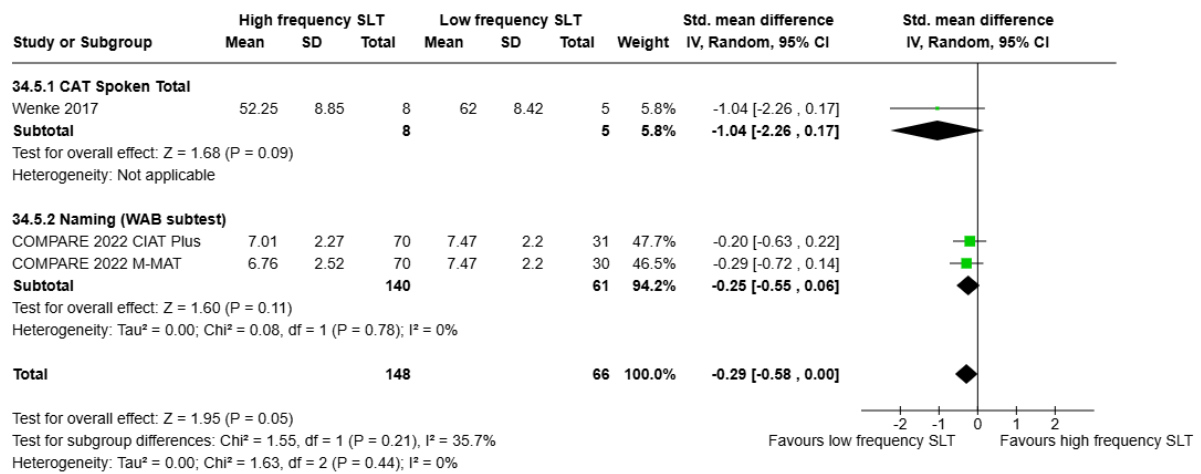 High frequency SLT Low frequency SLT Std. mean difference Std. mean difference
Study or Subgroup Mean SD Total Mean SD Total Weight IV, Random, 95% CI IV, Random, 95% CI
34.5.1 CAT Spoken Total
Wenke 2017 52.25 8.85 8 62 8.42 5 5.8% -1.04 [-2.26 , 0.17]
Subtotal 8 5 5.8% -1.04 [-2.26 , 0.17]
Test for overall effect: Z = 1.68 (P = 0.09)
Heterogeneity: Not applicable
34.5.2 Naming (WAB subtest)
COMPARE 2022 CIAT Plus 7.01 2.27 70 7.47 2.2 31 47.7% -0.20 [-0.63 , 0.22]
COMPARE 2022 M-MAT 6.76 2.52 70 7.47 2.2 30 46.5% -0.29 [-0.72 , 0.14]
Subtotal 140 61 94.2% -0.25 [-0.55 , 0.06]
Test for overall effect: Z = 1.60 (P = 0.11)
Heterogeneity: Tau² = 0.00; Chi² = 0.08, df = 1 (P = 0.78); I² = 0%
Total 148 66 100.0% -0.29 [-0.58 , 0.00]
Test for overall effect: Z = 1.95 (P = 0.05)
-2 -1 0 1 2
Test for subgroup differences: Chi² = 1.55, df = 1 (P = 0.21), I² = 35.7%
Favours low frequency SLT Favours high frequency SLT
Heterogeneity: Tau² = 0.00; Chi² = 1.63, df = 2 (P = 0.44); I² = 0%